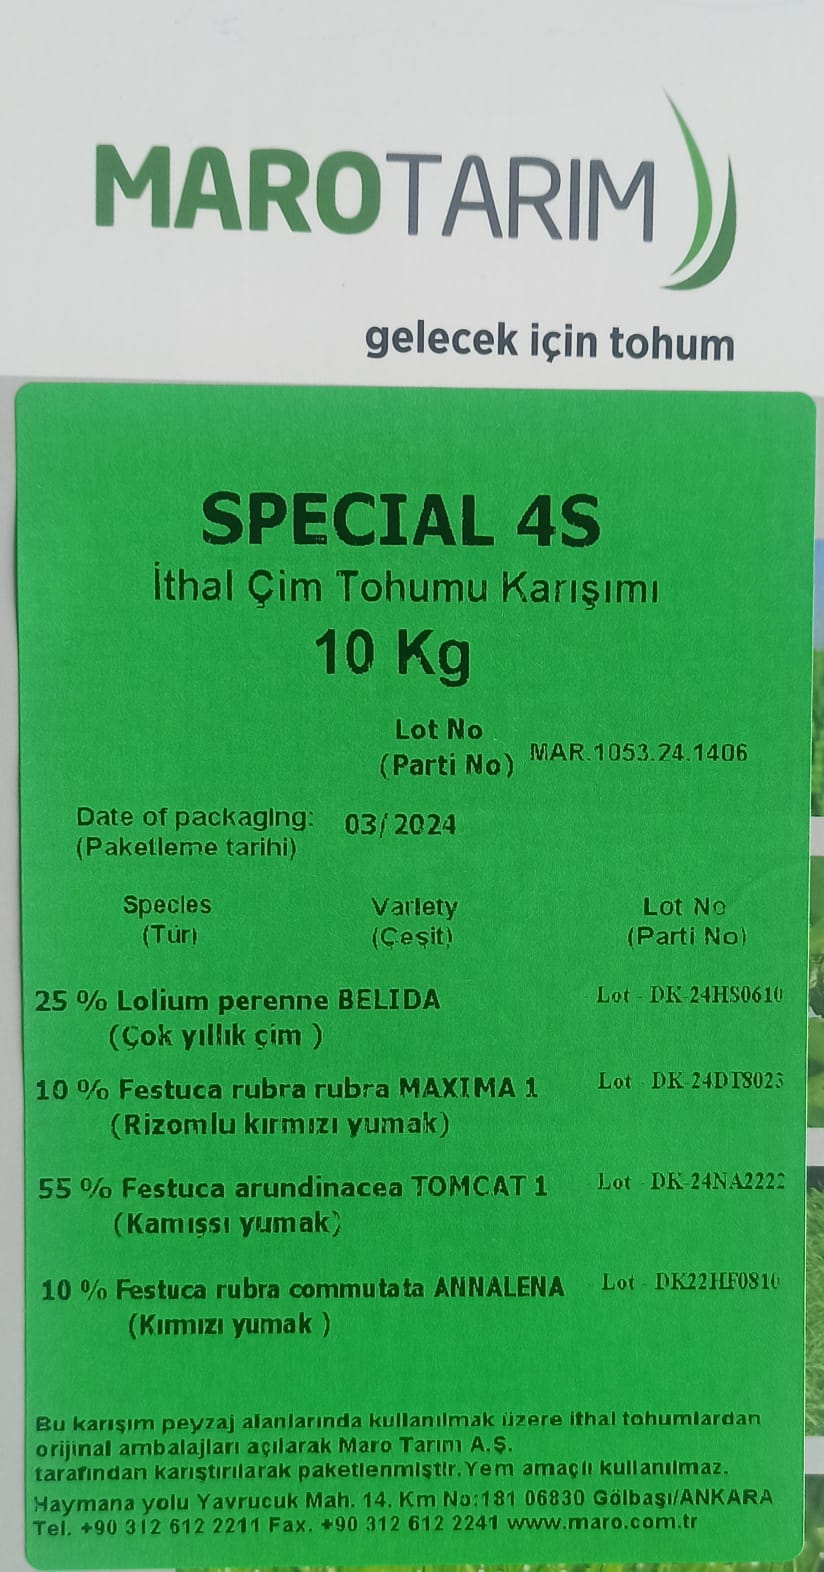 MAROTARIM
gelecek için tohum
SPECIAL 4S
İthal Çim Tohumu Karışımı
10 Kg
Lot No
(Parti No) MAR.1053.24.1406
Date of packaging: 03/2024
(Paketleme tarihi)
Species Variety Lot No
(Tür) (Çeşit) (Parti No)
25 % Lolium perenne BELIDA Lot - DK-24HS0610
(Çok yıllık çim )
10 % Festuca rubra rubra MAXIMA 1 Lot DK-24DT8023
(Rizomlu kırmızı yumak)
55 % Festuca arundinacea TOMCAT 1 Lot DK-24NA2222
(Kamışsı yumak)
10 % Festuca rubra commutata ANNALENA Lot - DK22HF0810
(Kırmızı yumak )
Bu karışım peyzaj alanlarında kullanılmak üzere ithal tohumlardan
orijinal ambalajları açılarak Maro Tarım A.Ş.
tarafından karıştırılarak paketlenmiştir.Yem amaçlı kullanılmaz.
Haymana yolu Yavrucuk Mah. 14. Km No:181 06830 Gölbaşı/ANKARA
Tel. +90 312 612 2211 Fax. +90 312 612 2241 www.maro.com.tr